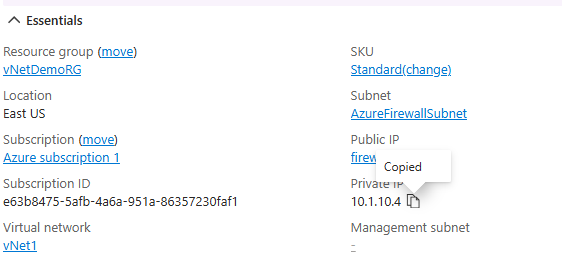 Essentials
Resource group (move)
vNetDemoRG
Location
East US
Subscription (move)
Azure subscription 1
Subscription ID
e63b8475-5afb-4a6a-951a-86357230faf1
Virtual network
vNet1
SKU
Standard(change)
Subnet
AzureFirewallSubnet
Public IP
Copied
Private IP
10.1.10.4
Management subnet
-